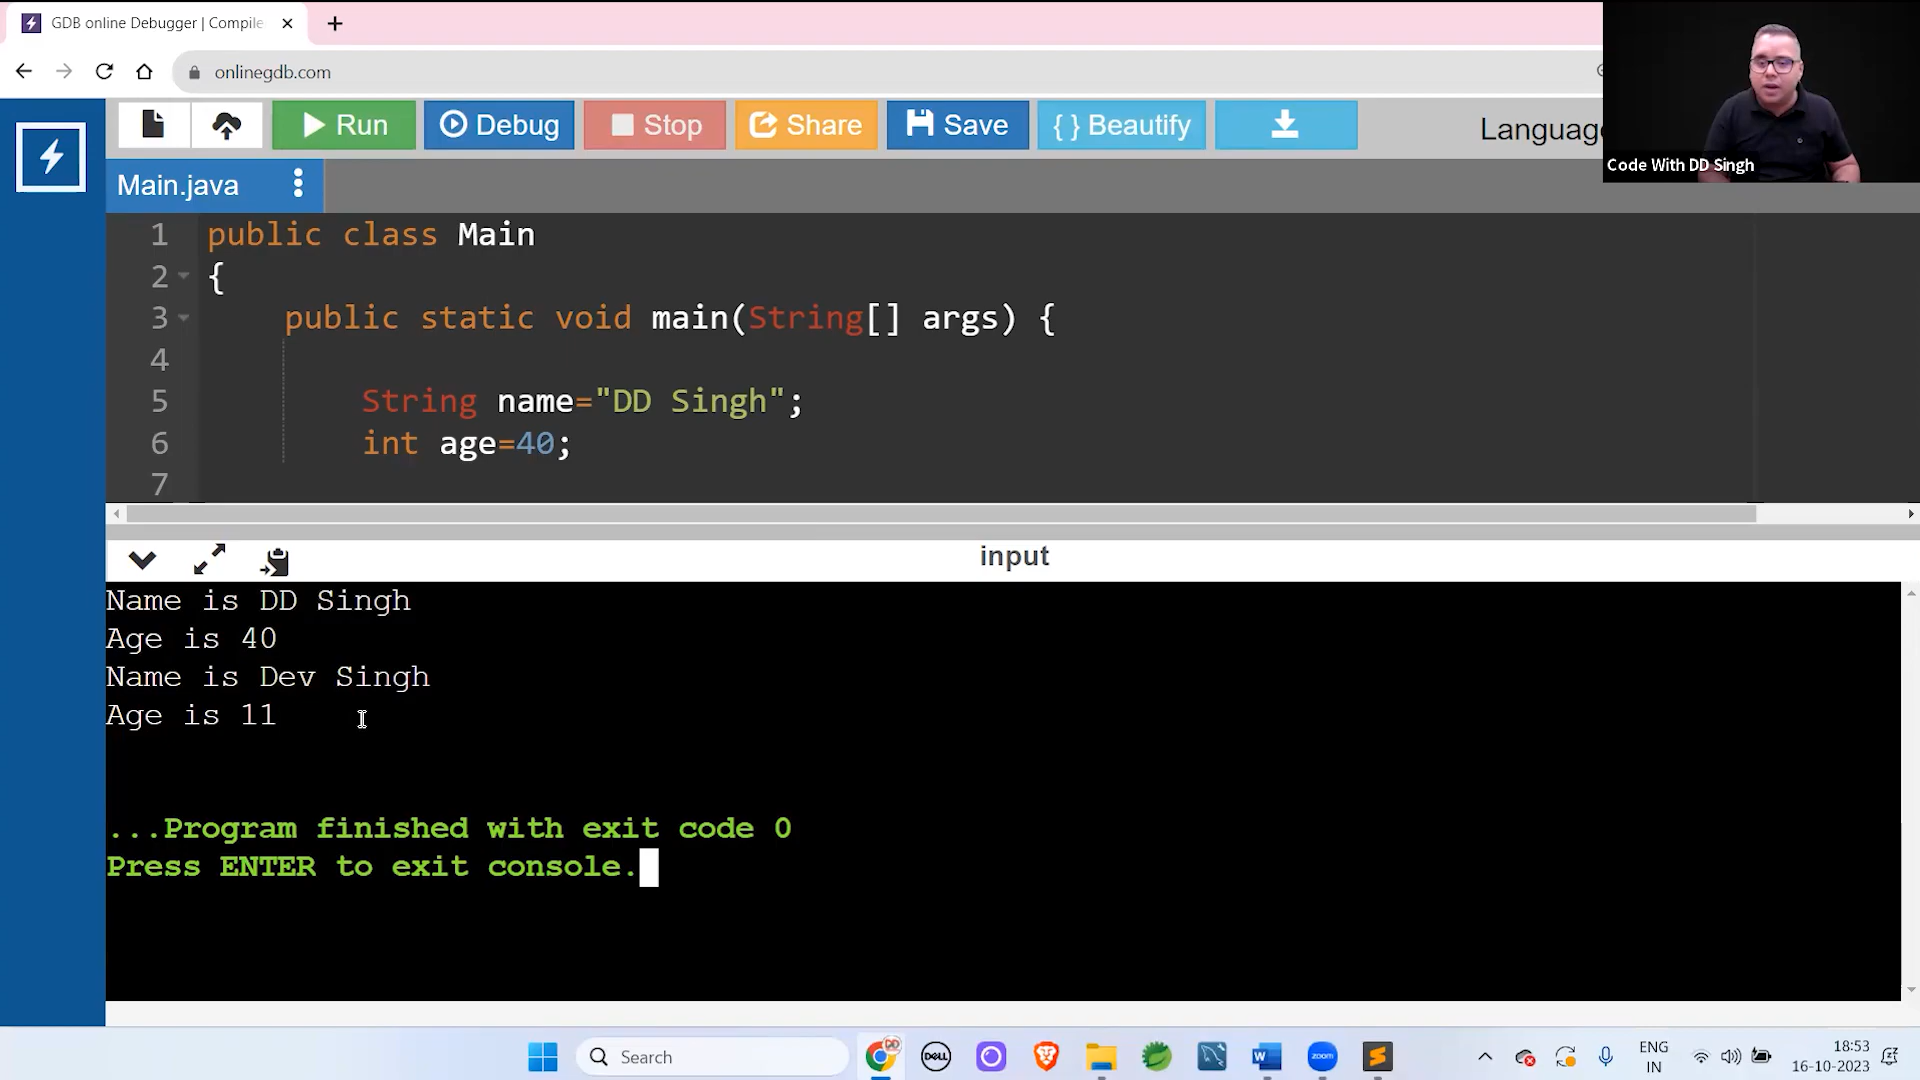 GDB online Debugger | Compile
onlinegdb.com
Run
Debug
Stop
Share
Save
{ } Beautify
Language
Code With DD Singh
Main.java
1 public class Main
2 {
3 public static void main(String[] args) {
4
5 String name="DD Singh";
6 int age=40;
7
input
Name is DD Singh
Age is 40
Name is Dev Singh
Age is 11
...Program finished with exit code 0
Press ENTER to exit console.
Search
DELL
zoom
ENG
IN
18:53
16-10-2023